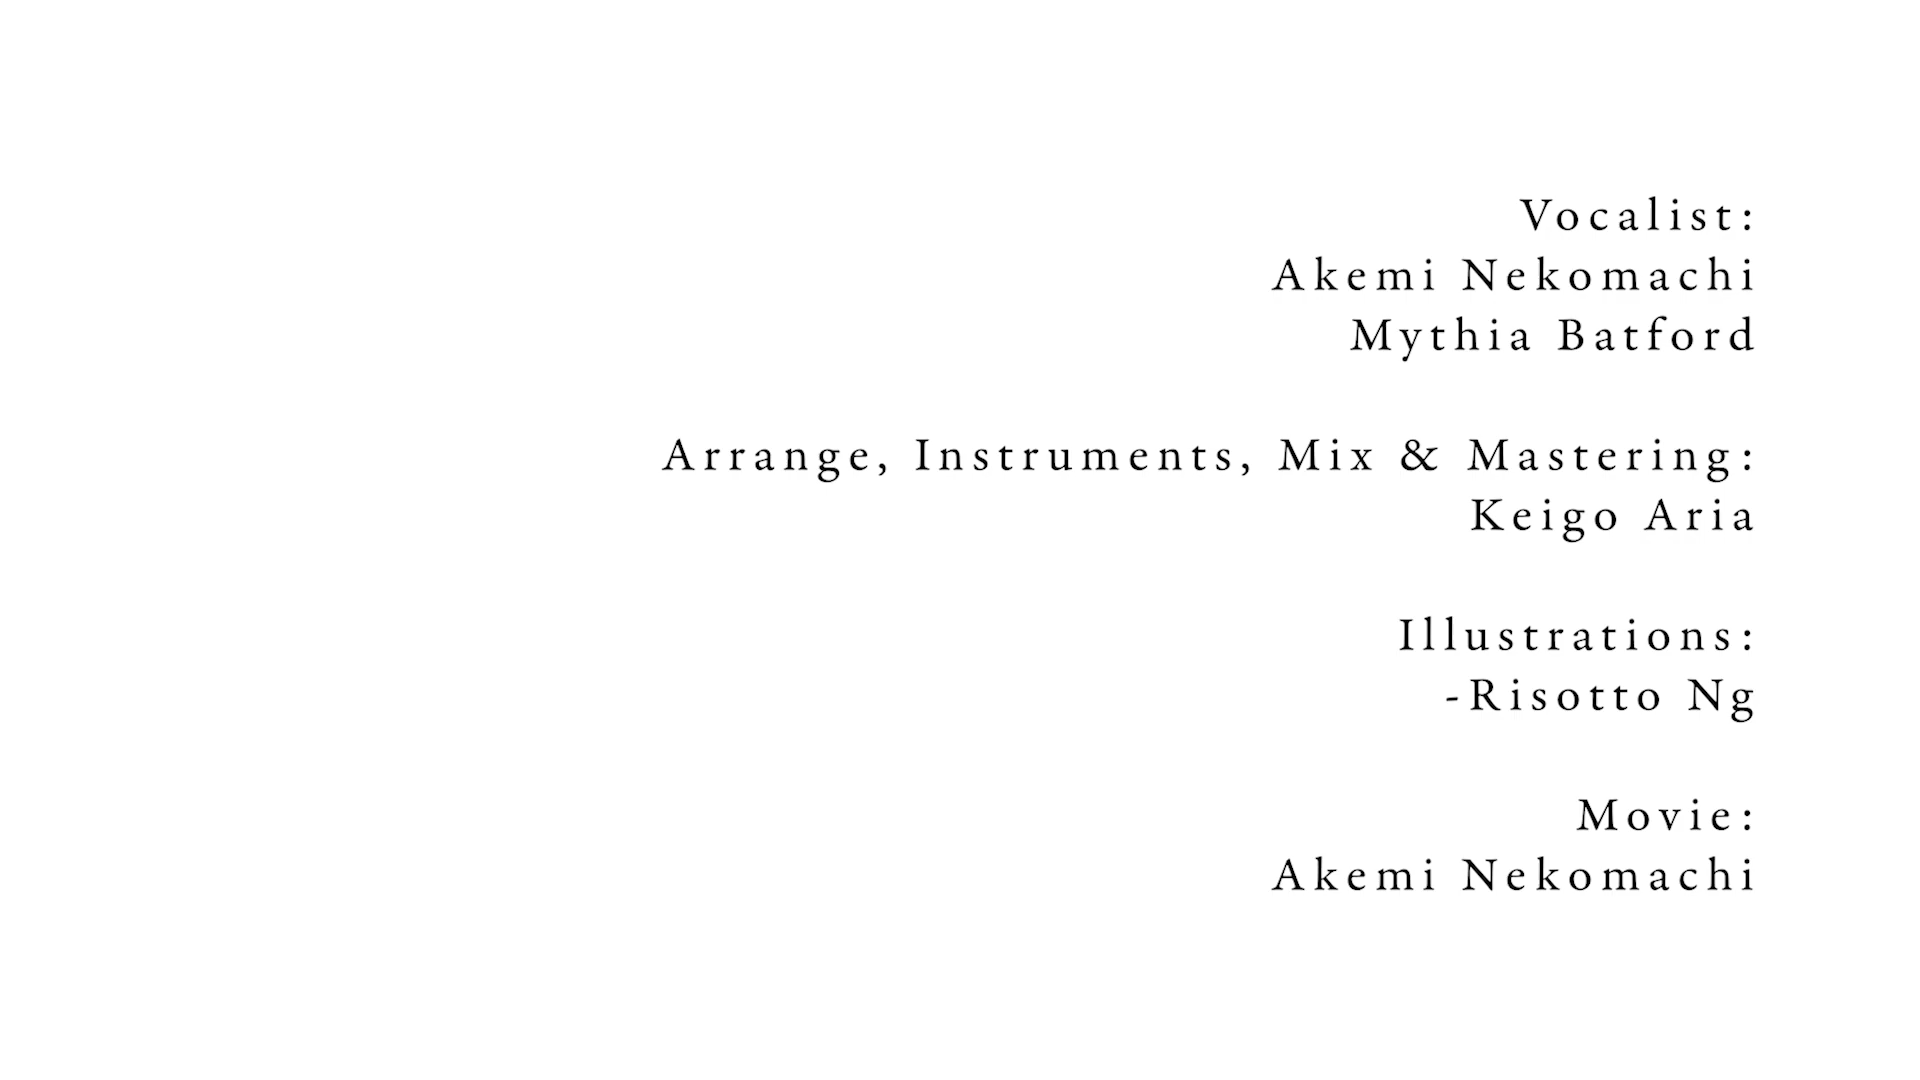 Vocalist:
Akemi Nekomachi
Mythia Batford
Arrange, Instruments, Mix & Mastering:
Keigo Aria
Illustrations:
-Risotto Ng
Movie:
Akemi Nekomachi